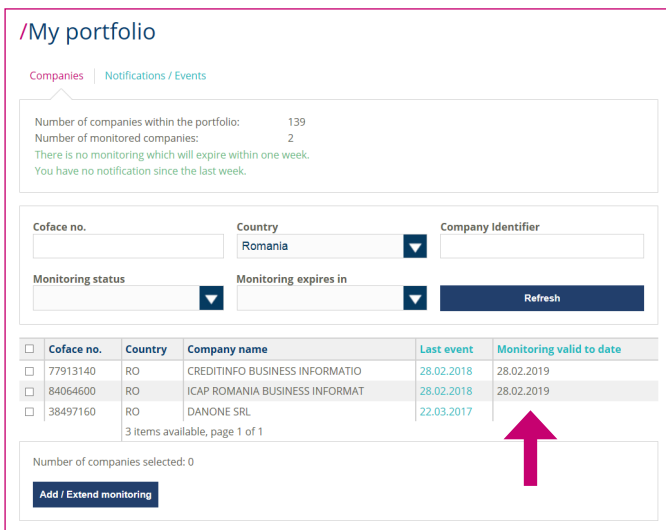 /My portfolio
Companies Notifications / Events
Number of companies within the portfolio: 139
Number of monitored companies: 2
There is no monitoring which will expire within one week.
You have no notification since the last week.
Coface no. Country Company Identifier
Romania
Monitoring status Monitoring expires in
Refresh
Coface no. Country Company name Last event Monitoring valid to date
77913140 RO CREDITINFO BUSINESS INFORMATIO 28.02.2018 28.02.2019
84064600 RO ICAP ROMANIA BUSINESS INFORMAT 28.02.2018 28.02.2019
38497160 RO DANONE SRL 22.03.2017
3 items available, page 1 of 1
Number of companies selected: 0
Add / Extend monitoring